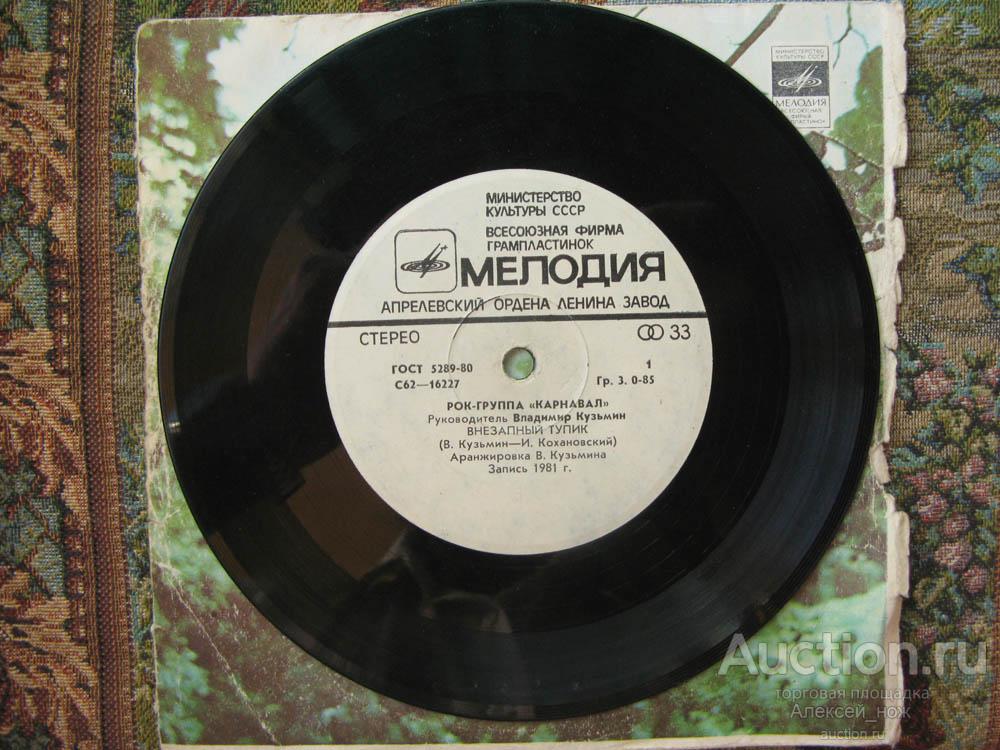 МИНИСТЕРСТВО
КУЛЬТУРЫ СССР
МЕЛОДИЯ
ВСЕСОЮЗНАЯ
ФИРМА
МИНИСТЕРСТВО
КУЛЬТУРЫ СССР
ВСЕСОЮЗНАЯ ФИРМА
ГРАМПЛАСТИНОК
МЕЛОДИЯ
АПРЕЛЕВСКИЙ ОРДЕНА ЛЕНИНА ЗАВОД
СТЕРЕО 33
ГОСТ 5289-80 1
С62—16227 Гр. 3. 0-85
РОК-ГРУППА «КАРНАВАЛ»
Руководитель Владимир Кузьмин
ВНЕЗАПНЫЙ ТУПИК
(В. Кузьмин—И. Кохановский)
Аранжировка В. Кузьмина
Запись 1981 г.
Auction.ru
торговая площадка
Алексей_нож
auction.ru